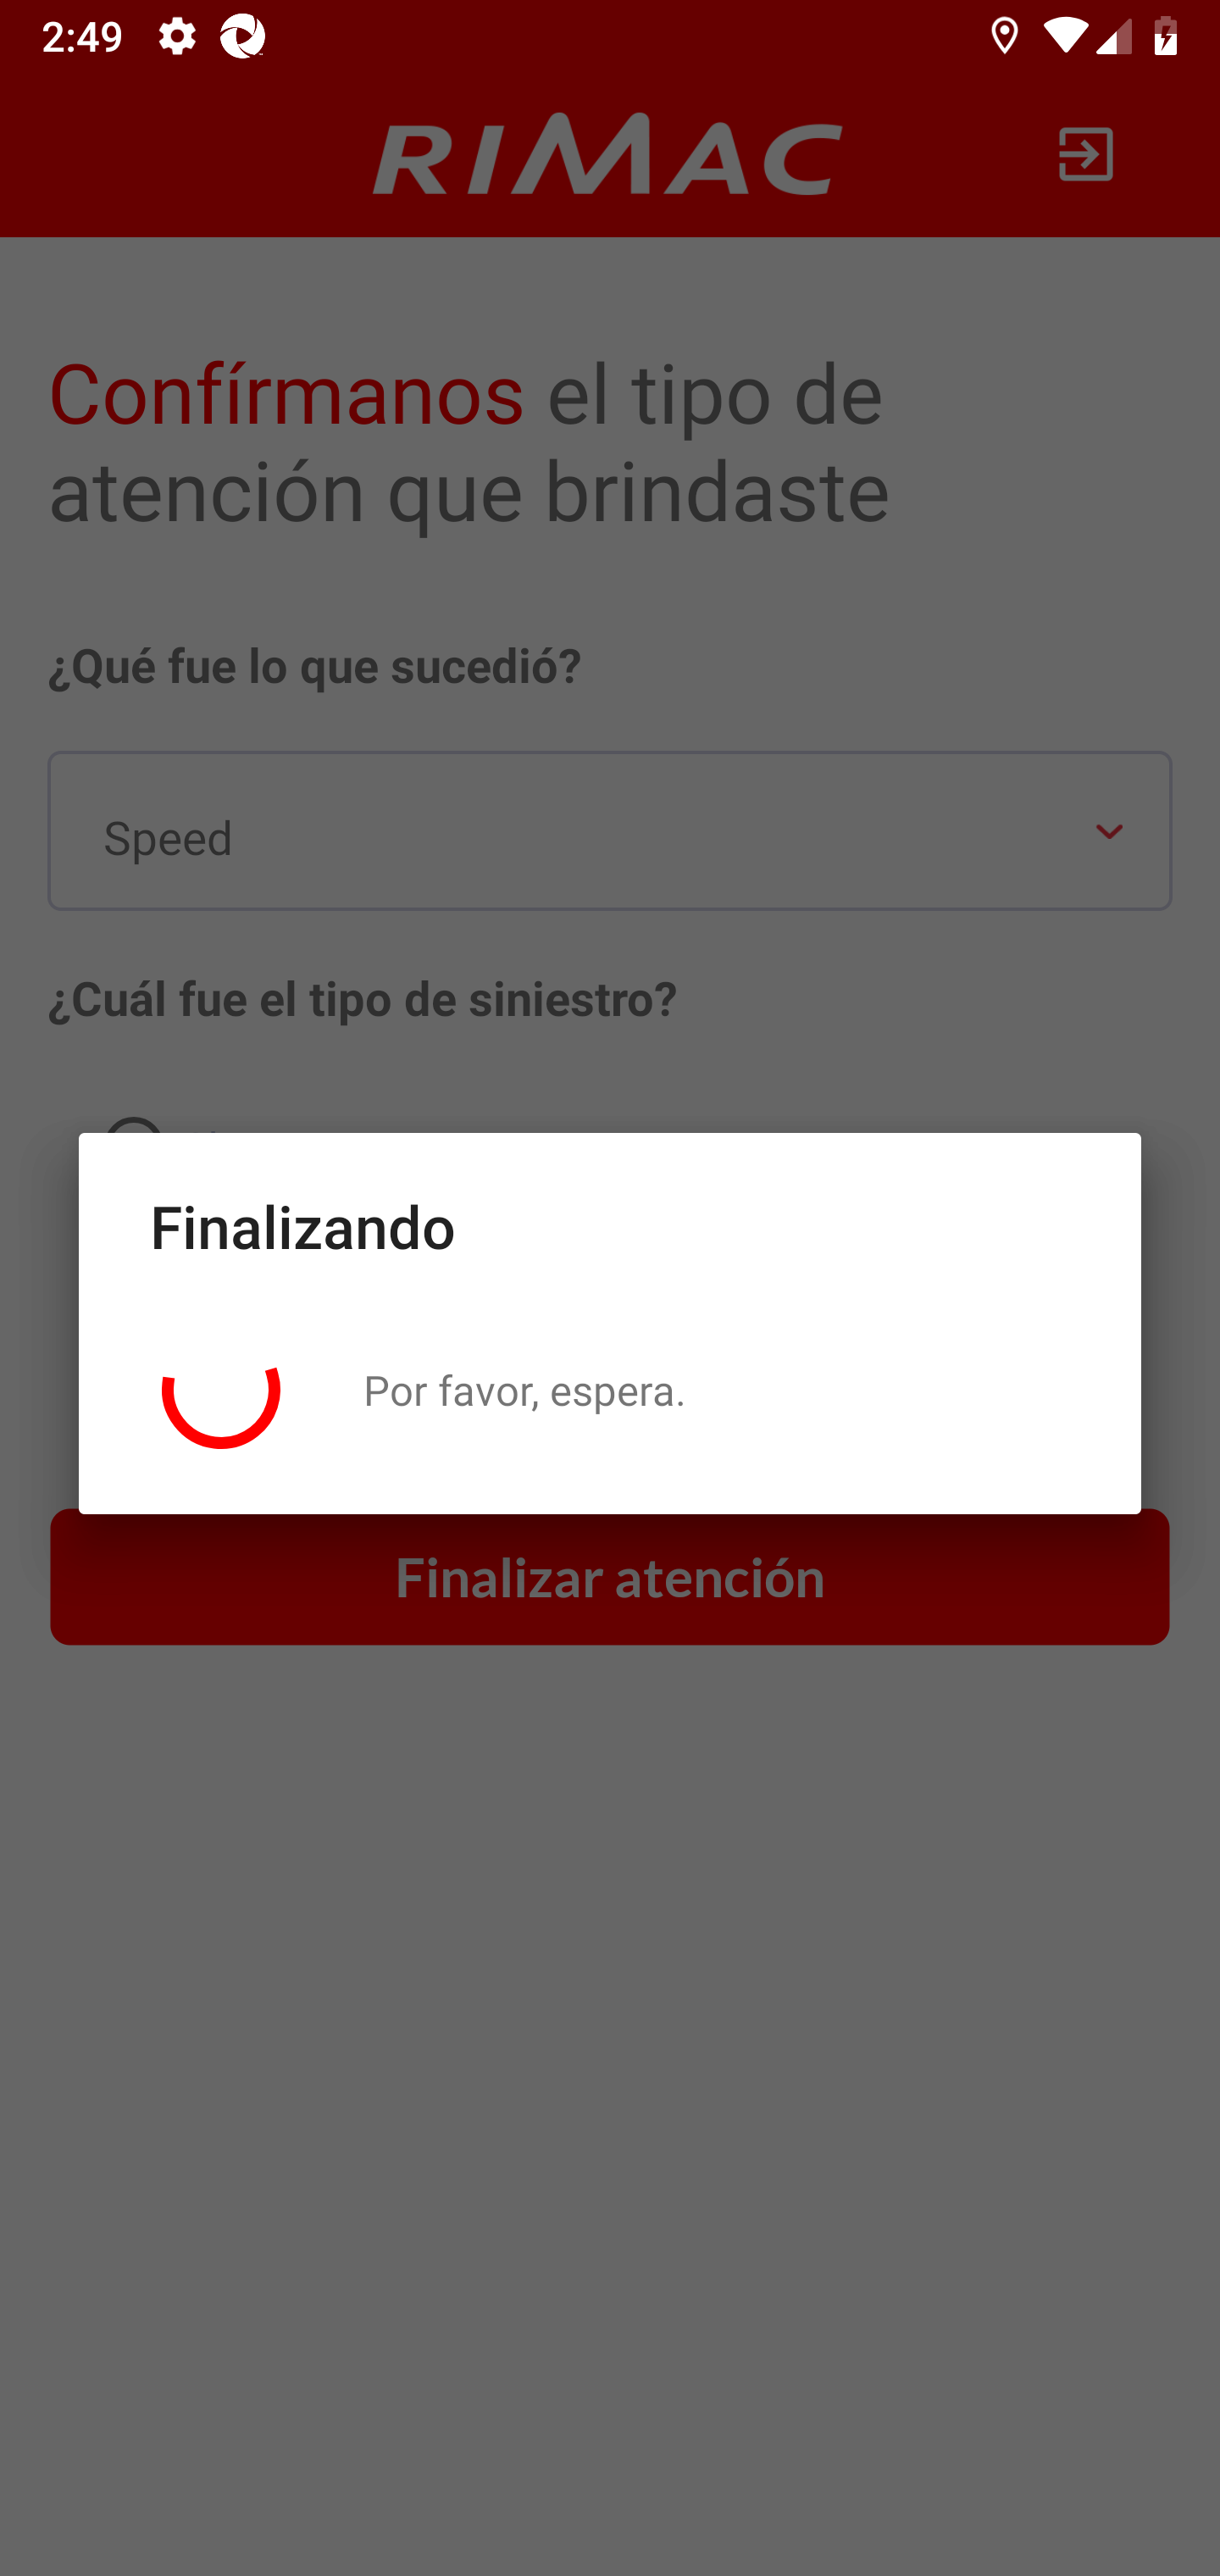 2:49
RIMAC
Confírmanos el tipo de
atención que brindaste
¿Qué fue lo que sucedió?
Speed
¿Cuál fue el tipo de siniestro?
Finalizando
Por favor, espera.
Finalizar atención